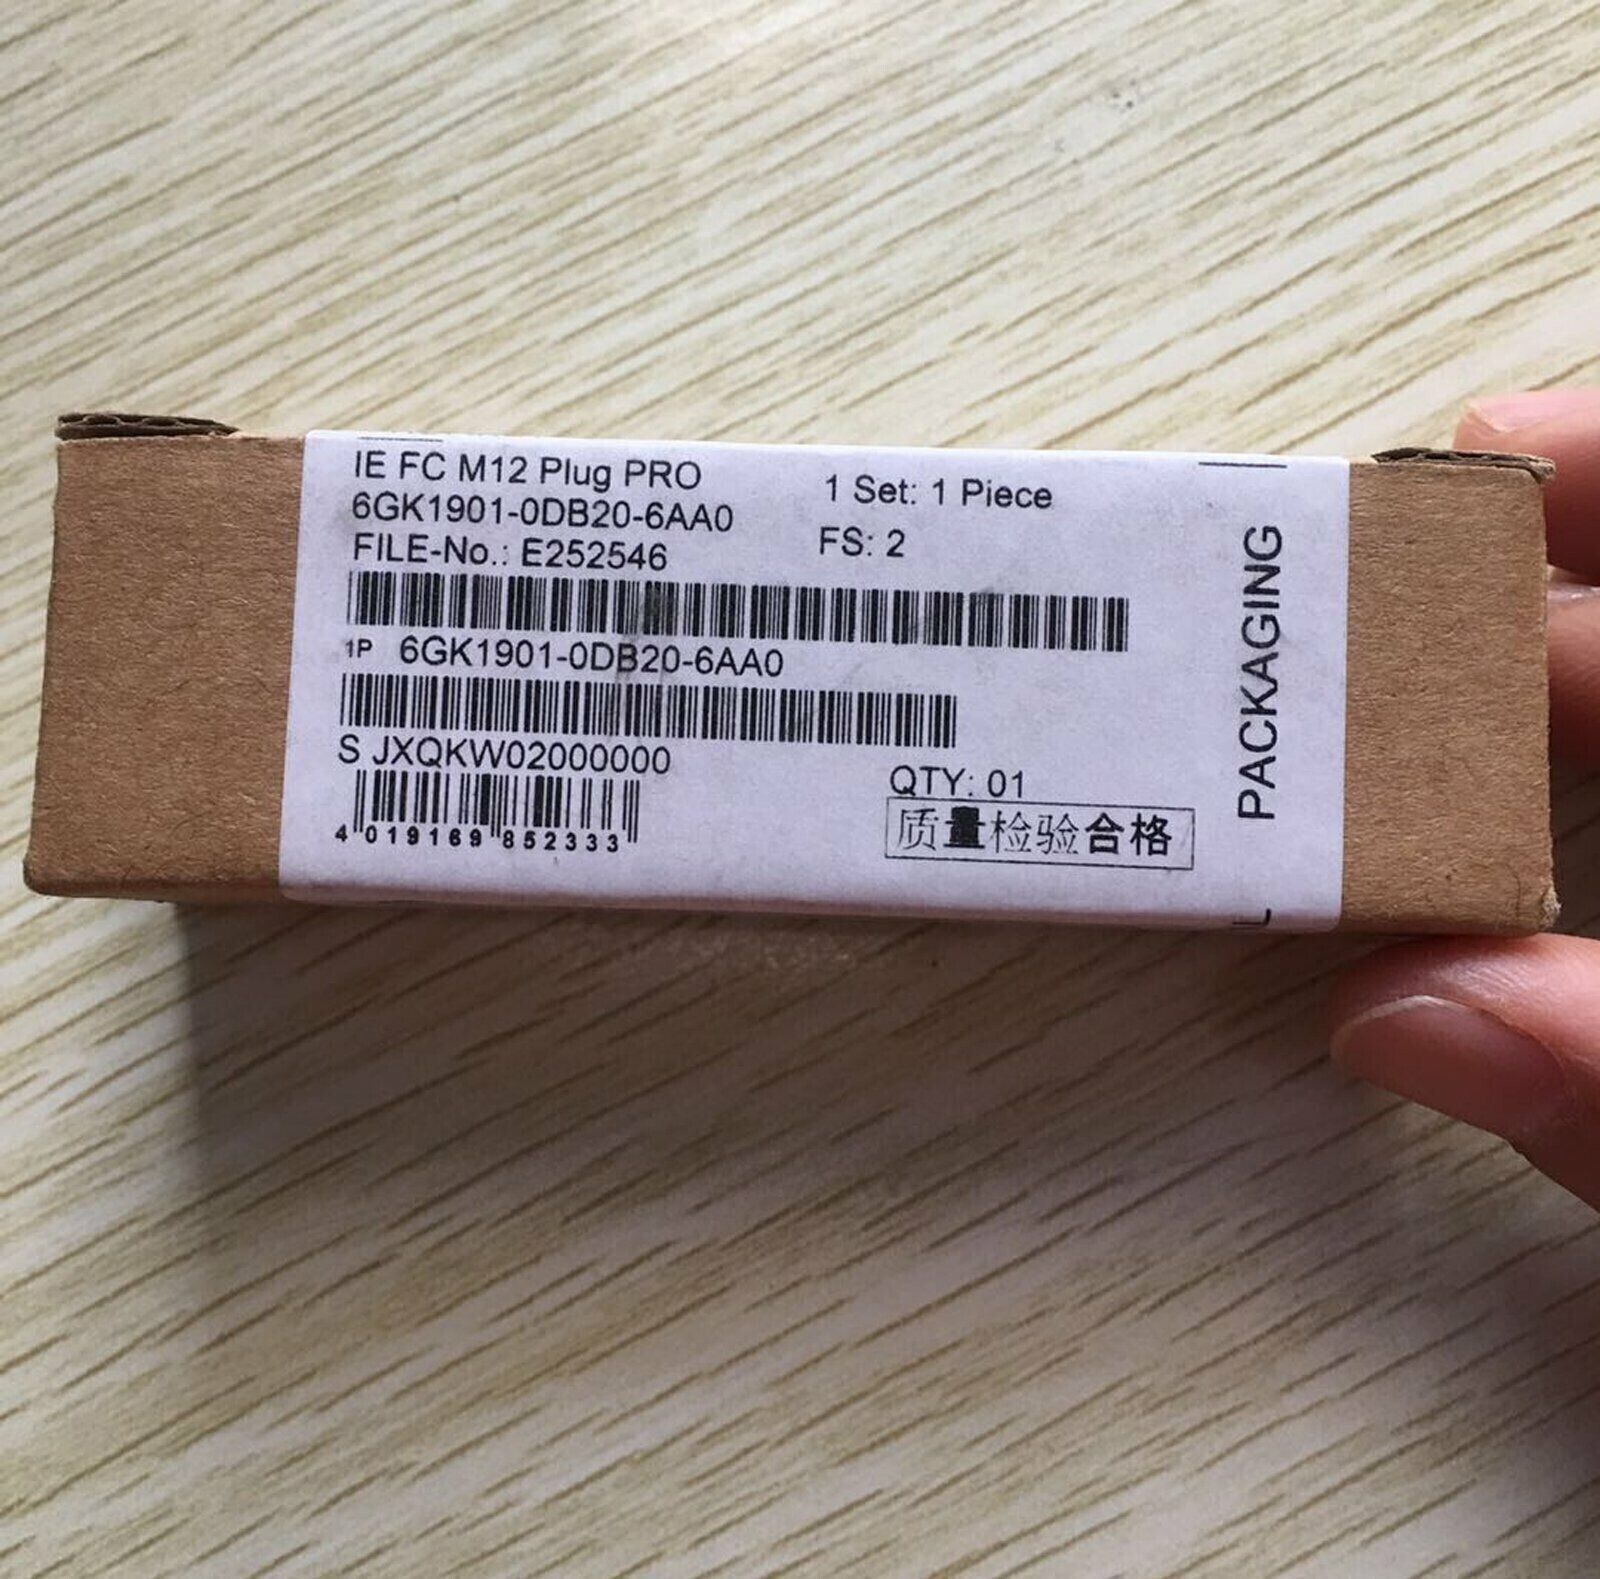 IE FC M12 Plug PRO
6GK1901-0DB20-6AA0
FILE-No.: E252546
1 Set: 1 Piece
FS: 2
1P 6GK1901-0DB20-6AA0
S JXQKW02000000
4 019169 852333
QTY: 01
质量检验合格
PACKAGING